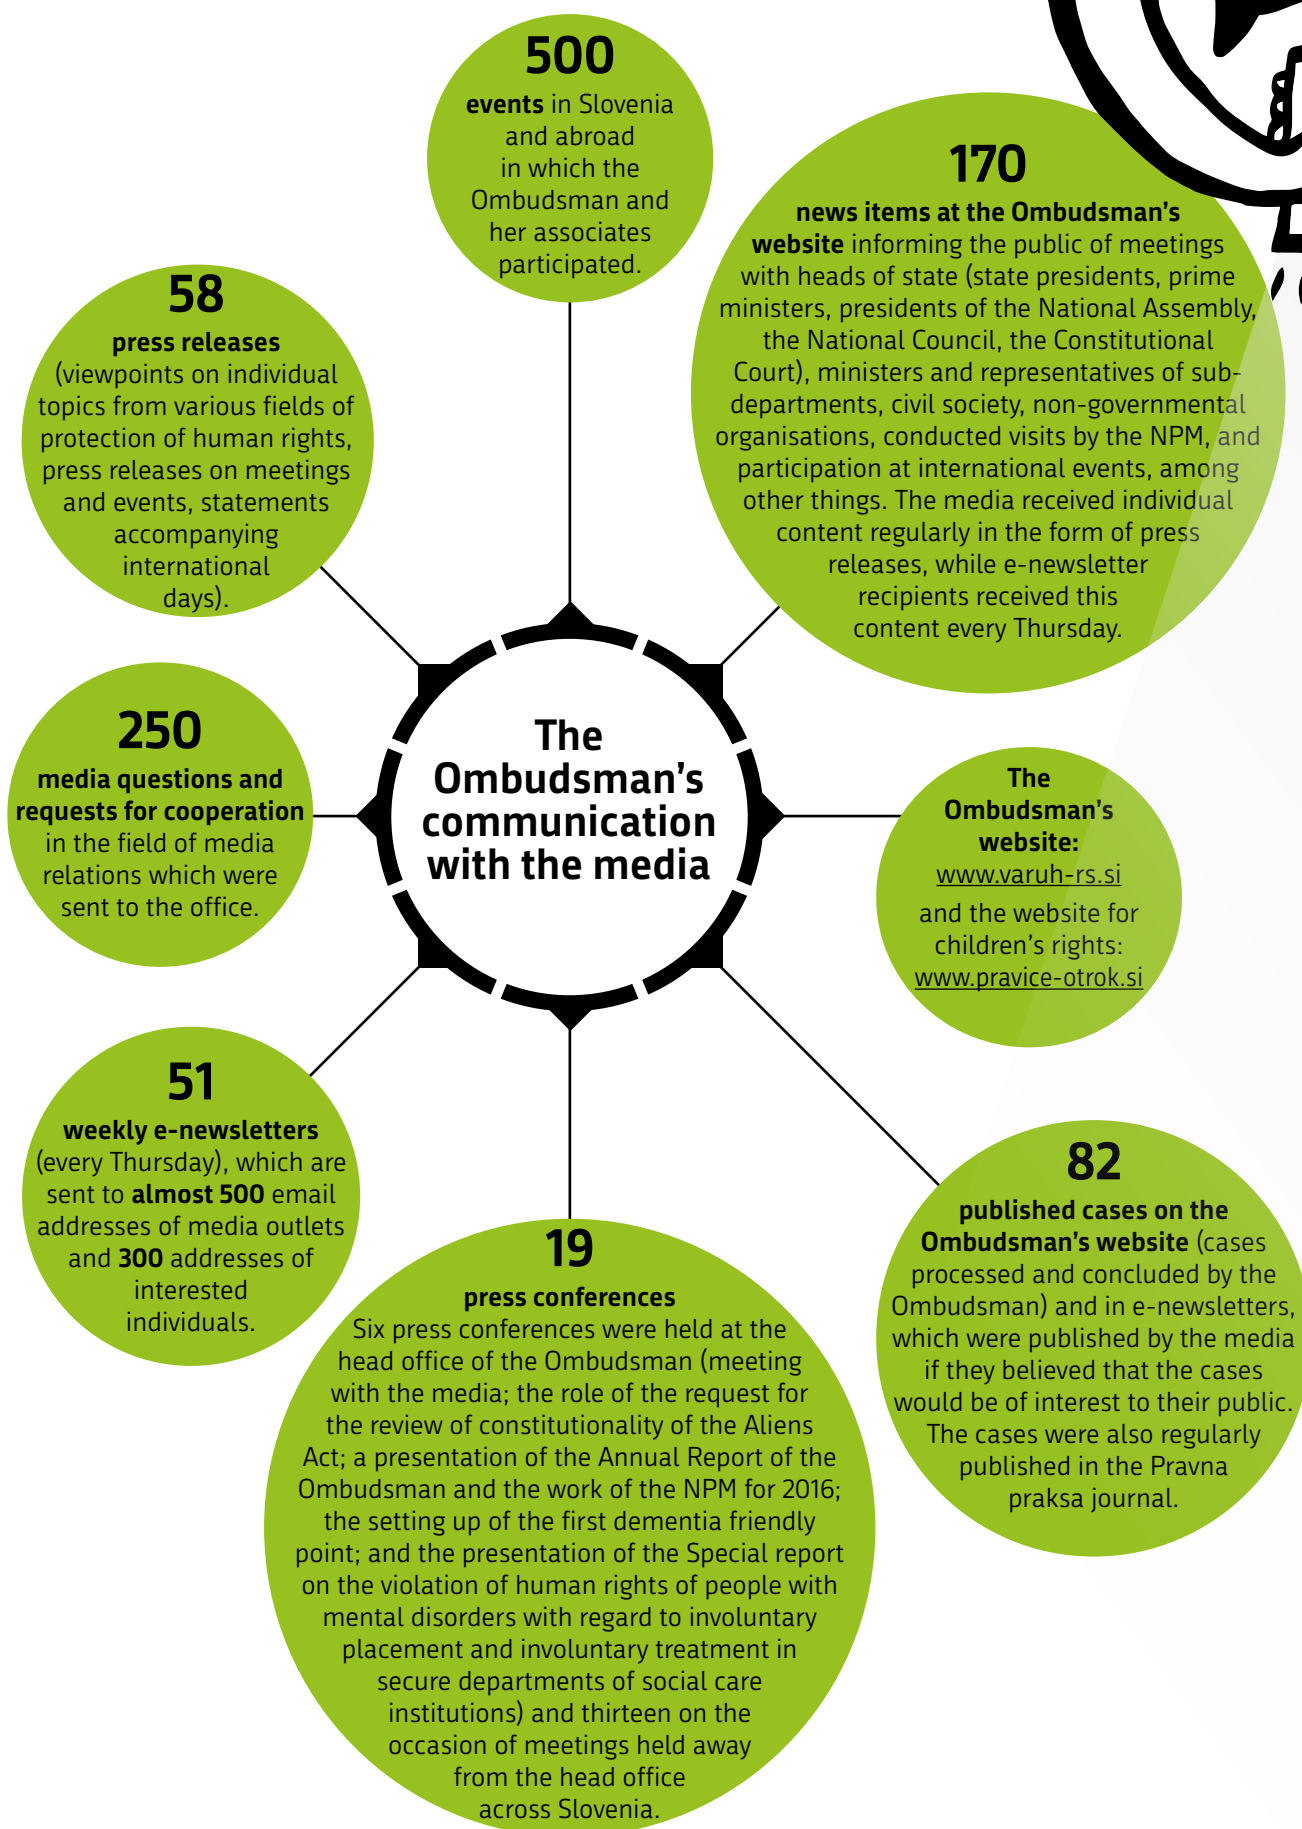 500
events in Slovenia
and abroad
in which the
Ombudsman and
her associates
participated.
170
news items at the Ombudsman's
website informing the public of meetings
with heads of state (state presidents, prime
ministers, presidents of the National Assembly,
the National Council, the Constitutional
Court), ministers and representatives of sub-
departments, civil society, non-governmental
organisations, conducted visits by the NPM, and
participation at international events, among
other things. The media received individual
content regularly in the form of press
releases, while e-newsletter
recipients received this
content every Thursday.
58
press releases
(viewpoints on individual
topics from various fields of
protection of human rights,
press releases on meetings
and events, statements
accompanying
international
days).
250
media questions and
requests for cooperation
in the field of media
relations which were
sent to the office.
The
Ombudsman's
communication
with the media
The
Ombudsman's
website:
www.varuh-rs.si
and the website for
children's rights:
www.pravice-otrok.si
51
weekly e-newsletters
(every Thursday), which are
sent to almost 500 email
addresses of media outlets
and 300 addresses of
interested
individuals.
19
press conferences
Six press conferences were held at the
head office of the Ombudsman (meeting
with the media; the role of the request for
the review of constitutionality of the Aliens
Act; a presentation of the Annual Report of the
Ombudsman and the work of the NPM for 2016;
the setting up of the first dementia friendly
point; and the presentation of the Special report
on the violation of human rights of people with
mental disorders with regard to involuntary
placement and involuntary treatment in
secure departments of social care
institutions) and thirteen on the
occasion of meetings held away
from the head office
across Slovenia.
82
published cases on the
Ombudsman's website (cases
processed and concluded by the
Ombudsman) and in e-newsletters,
which were published by the media
if they believed that the cases
would be of interest to their public.
The cases were also regularly
published in the Pravna
praksa journal.